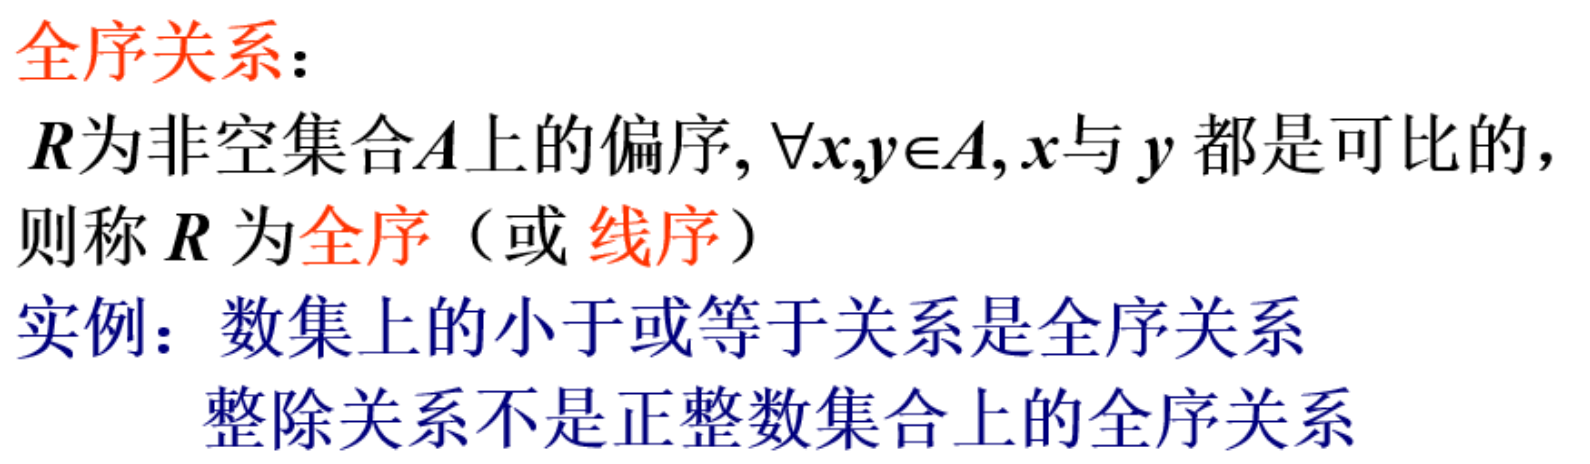 全序关系：
R为非空集合A上的偏序, ∀x,y∈A, x与 y 都是可比的，
则称 R 为全序（或 线序）
实例：数集上的小于或等于关系是全序关系
整除关系不是正整数集合上的全序关系